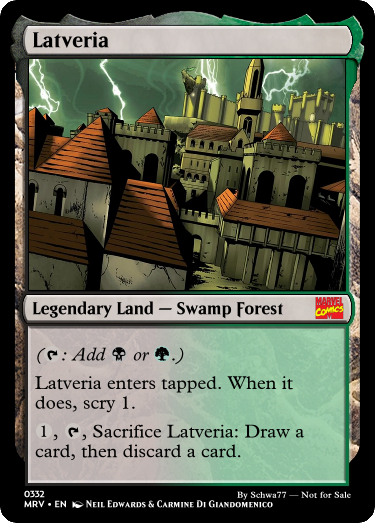 Latveria
Legendary Land — Swamp Forest
MARVEL
COMICS
( : Add or .)
Latveria enters tapped. When it
does, scry 1.
1 , , Sacrifice Latveria: Draw a
card, then discard a card.
0332
MRV • EN Neil Edwards & Carmine Di Giandomenico
By Schwa77 — Not for Sale